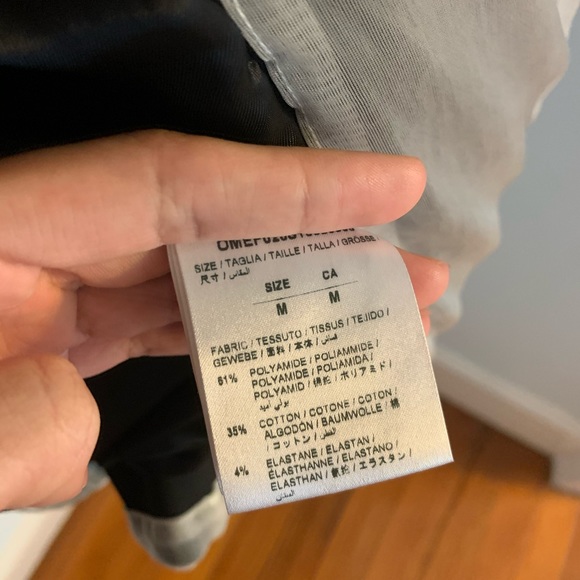 SIZE / TAGLIA / TAILLE / TALLA / GRÖSSE
尺寸 / المقاس /
SIZE CA
M M
FABRIC / TESSUTO / TISSUS / TEJIDO /
GEWEBE / 面料 / 本体 / قماش /
61% POLYAMIDE / POLIAMMIDE /
POLYAMIDE / POLIAMIDA /
POLYAMID / 锦纶 / ポリアミド /
بولي أميد
35% COTTON / COTONE / COTON /
ALGODÓN / BAUMWOLLE / 棉
/ コットン / القطن /
4% ELASTANE / ELASTAN /
ÉLASTHANNE / ELASTANO /
ELASTHAN / 氨纶 / エラスタン /